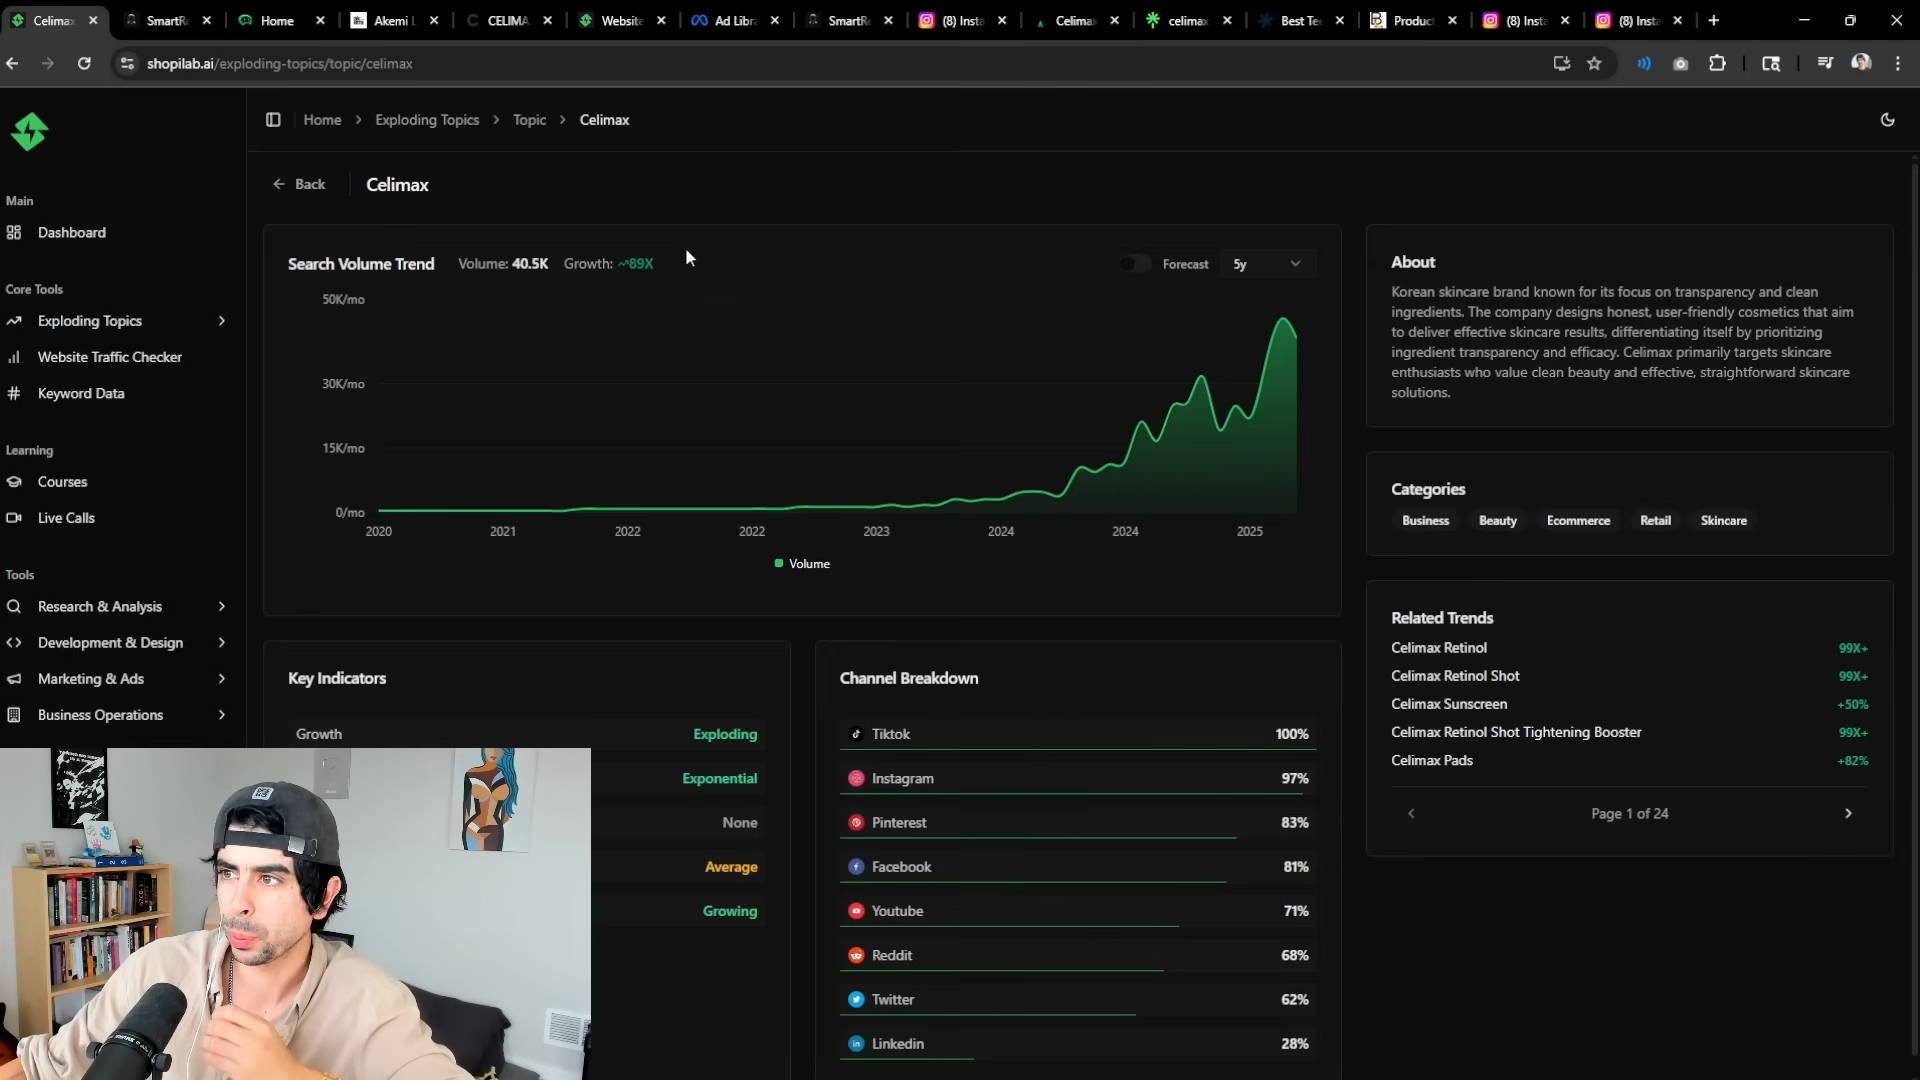 Celimax
SmartRe
Home
Akemi L
CELIMA
Website
Ad Libra
SmartRe
(8) Insta
Celimax
celimax
Best Tec
Product
(8) Insta
(8) Insta
shopilab.ai/exploding-topics/topic/celimax
Home > Exploding Topics > Topic > Celimax
Back
Celimax
Main
Dashboard
Core Tools
Exploding Topics
Website Traffic Checker
Keyword Data
Learning
Courses
Live Calls
Tools
Research & Analysis
Development & Design
Marketing & Ads
Business Operations
Search Volume Trend Volume: 40.5K Growth: 89X
Forecast 5y
50K/mo
30K/mo
15K/mo
0/mo
2020 2021 2022 2022 2023 2024 2024 2025
Volume
Key Indicators
Growth Exploding
Exponential
None
Average
Growing
Channel Breakdown
Tiktok 100%
Instagram 97%
Pinterest 83%
Facebook 81%
Youtube 71%
Reddit 68%
Twitter 62%
Linkedin 28%
About
Korean skincare brand known for its focus on transparency and clean
ingredients. The company designs honest, user-friendly cosmetics that aim
to deliver effective skincare results, differentiating itself by prioritizing
ingredient transparency and efficacy. Celimax primarily targets skincare
enthusiasts who value clean beauty and effective, straightforward skincare
solutions.
Categories
Business Beauty Ecommerce Retail Skincare
Related Trends
Celimax Retinol 99X+
Celimax Retinol Shot 99X+
Celimax Sunscreen +50%
Celimax Retinol Shot Tightening Booster 99X+
Celimax Pads +82%
Page 1 of 24